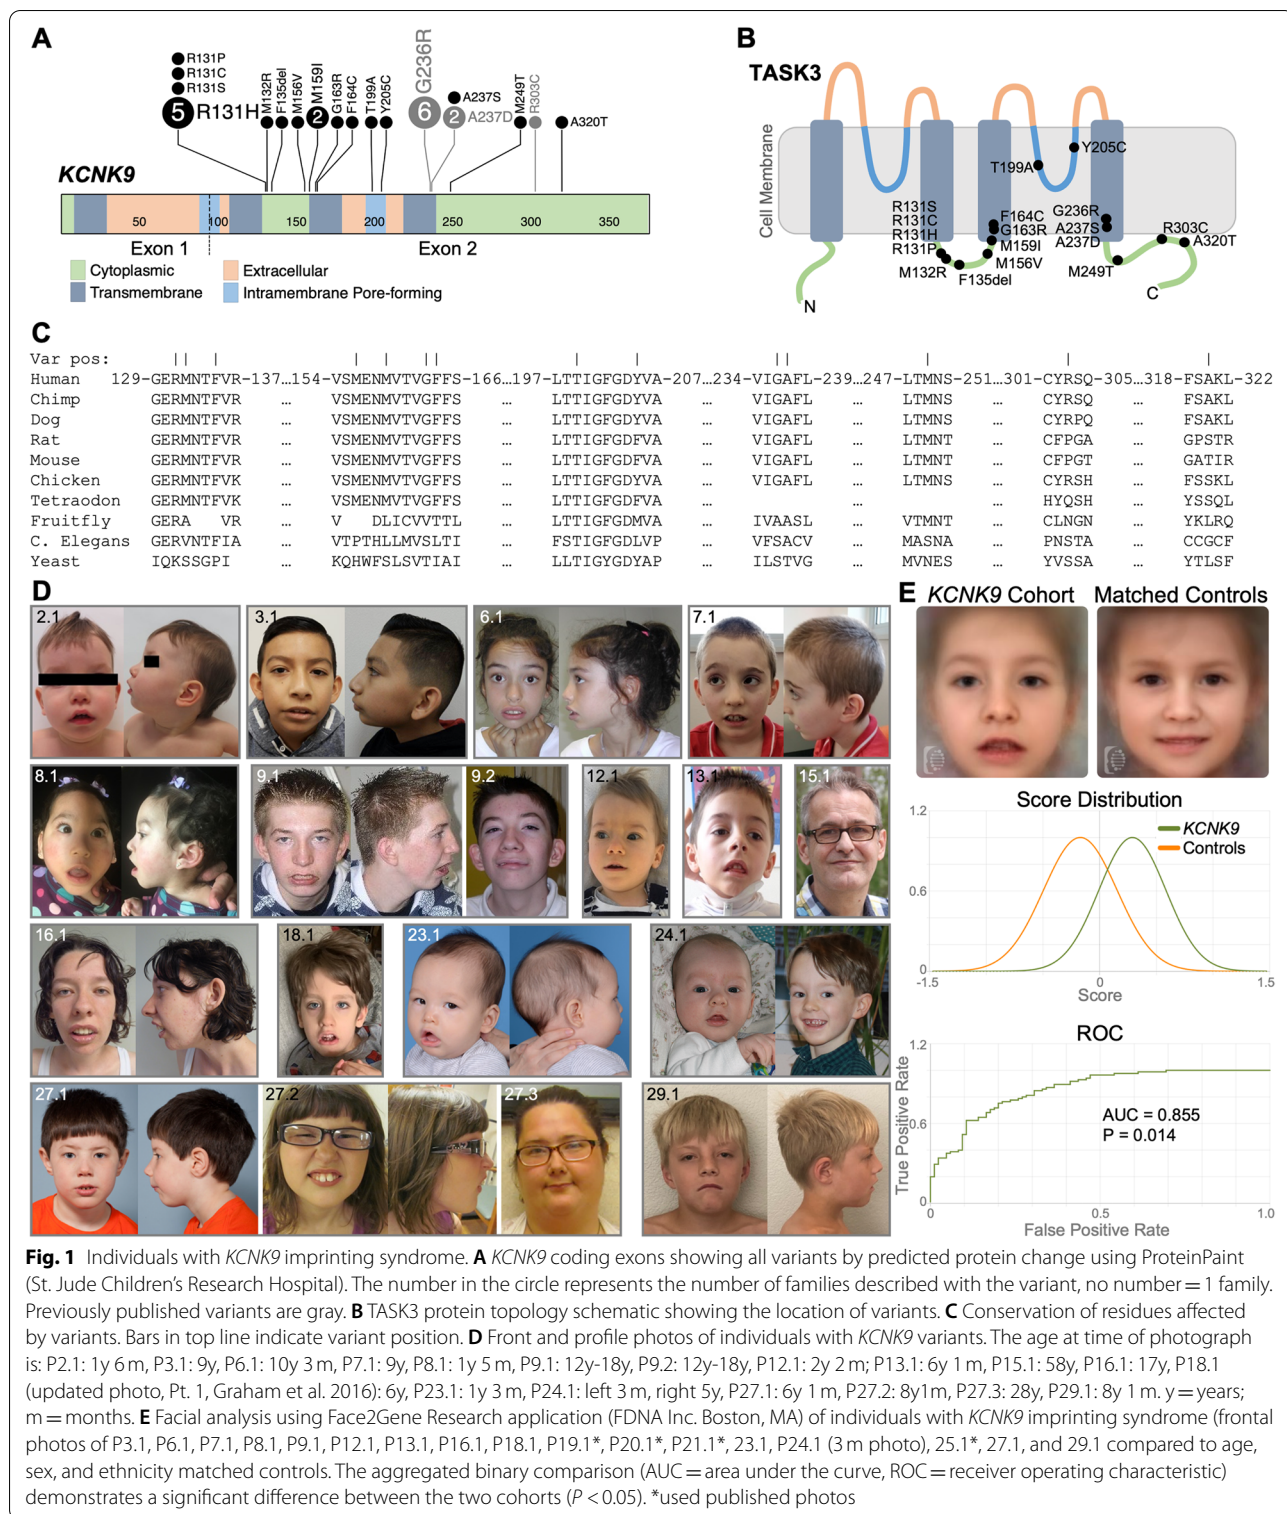 A
R131P
R131C
R131S
5 R131H
M132R
F135del
M156V
2 M159I
G163R
F164C
T199A
Y205C
6 G236R
A237S
2 A237D
M249T
R303C
A320T
KCNK9
50 100 150 200 250 300 350
Exon 1 Exon 2
Cytoplasmic Extracellular
Transmembrane Intramembrane Pore-forming
B
TASK3
Cell Membrane
Y205C
T199A
R131S
R131C
R131H
R131P
M132R
F135del
F164C
G163R
M159I
M156V
G236R
A237S
A237D
M249T
R303C
A320T
N
C
C
Var pos: | | | | | | | | | | | | | |
Human 129-GERMNTFVR-137…154-VSMENMVTVGFFS-166…197-LTTIGFGDYVA-207…234-VIGAFL-239…247-LTMNS-251…301-CYRSQ-305…318-FSAKL-322
Chimp GERMNTFVR … VSMENMVTVGFFS … LTTIGFGDYVA … VIGAFL … LTMNS … CYRSQ … FSAKL
Dog GERMNTFVR … VSMENMVTVGFFS … LTTIGFGDYVA … VIGAFL … LTMNS … CYRPQ … FSAKL
Rat GERMNTFVR … VSMENMVTVGFFS … LTTIGFGDFVA … VIGAFL … LTMNT … CFPGA … GPSTR
Mouse GERMNTFVR … VSMENMVTVGFFS … LTTIGFGDFVA … VIGAFL … LTMNT … CFPGT … GATIR
Chicken GERMNTFVK … VSMENMVTVGFFS … LTTIGFGDFVA … VIGAFL … LTMNS … CYRSH … FSSKL
Tetraodon GERMNTFVK … VSMENMVTVGFFS … LTTIGFGDFVA … … … HYQSH … YSSQL
Fruitfly GERA VR … V DLICVVTTL … LTTIGFGDMVA … IVAASL … VTMNT … CLNGN … YKLRQ
C. Elegans GERVNTFIA … VTPTHLLMVSLTI … FSTIGFGDLVP … VFSACV … MASNA … PNSTA … CCGCF
Yeast IQKSSGPI … KQHWFSLSVTIAI … LLTIGYGDYAP … ILSTVG … MVNES … YVSSA … YTLSF
D
2.1 3.1 6.1 7.1
8.1 9.1 9.2 12.1 13.1 15.1
16.1 18.1 23.1 24.1
27.1 27.2 27.3 29.1
E
KCNK9 Cohort Matched Controls
Score Distribution
1.2
0.6
0
-1.5 0 1.5
Score
KCNK9
Controls
ROC
1.2
0.6
0
True Positive Rate
AUC = 0.855
P = 0.014
0 0.5 1.0
False Positive Rate
Fig. 1 Individuals with KCNK9 imprinting syndrome. A KCNK9 coding exons showing all variants by predicted protein change using ProteinPaint
(St. Jude Children's Research Hospital). The number in the circle represents the number of families described with the variant, no number = 1 family.
Previously published variants are gray. B TASK3 protein topology schematic showing the location of variants. C Conservation of residues affected
by variants. Bars in top line indicate variant position. D Front and profile photos of individuals with KCNK9 variants. The age at time of photograph
is: P2.1: 1y 6 m, P3.1: 9y, P6.1: 10y 3 m, P7.1: 9y, P8.1: 1y 5 m, P9.1: 12y-18y, P9.2: 12y-18y, P12.1: 2y 2 m; P13.1: 6y 1 m, P15.1: 58y, P16.1: 17y, P18.1
(updated photo, Pt. 1, Graham et al. 2016): 6y, P23.1: 1y 3 m, P24.1: left 3 m, right 5y, P27.1: 6y 1 m, P27.2: 8y1m, P27.3: 28y, P29.1: 8y 1 m. y = years;
m = months. E Facial analysis using Face2Gene Research application (FDNA Inc. Boston, MA) of individuals with KCNK9 imprinting syndrome (frontal
photos of P3.1, P6.1, P7.1, P8.1, P9.1, P12.1, P13.1, P16.1, P18.1, P19.1*, P20.1*, P21.1*, 23.1, P24.1 (3 m photo), 25.1*, 27.1, and 29.1 compared to age,
sex, and ethnicity matched controls. The aggregated binary comparison (AUC = area under the curve, ROC = receiver operating characteristic)
demonstrates a significant difference between the two cohorts (P < 0.05). *used published photos